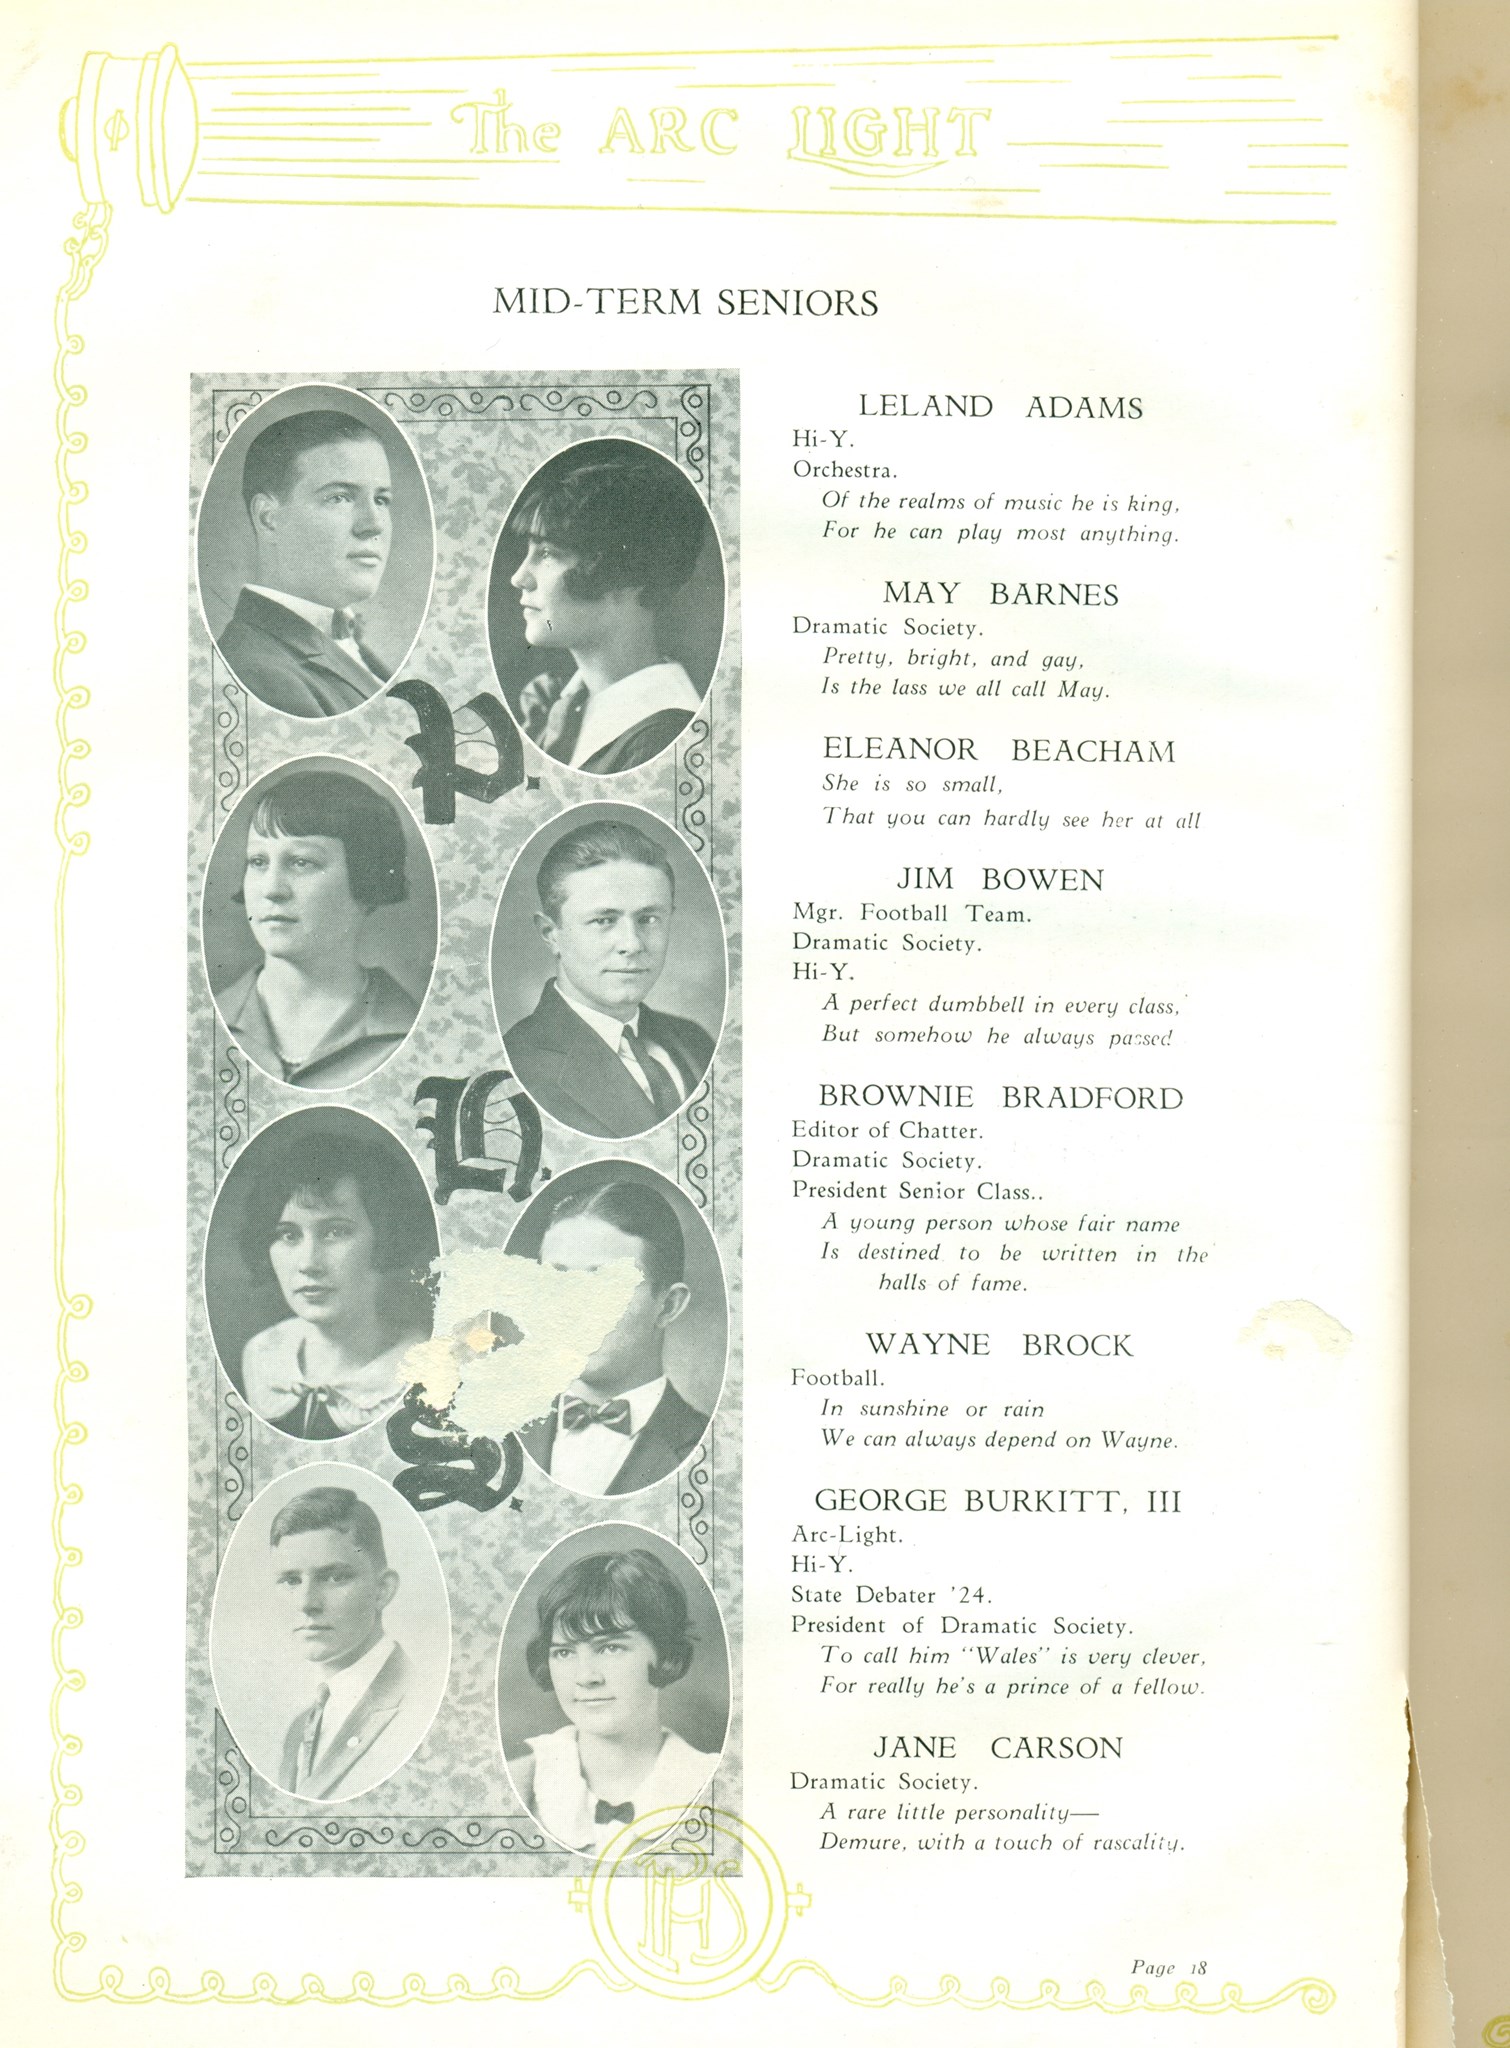 The ARC LIGHT
MID-TERM SENIORS
P.
H.
S.
LELAND ADAMS
Hi-Y.
Orchestra.
Of the realms of music he is king,
For he can play most anything.
MAY BARNES
Dramatic Society.
Pretty, bright, and gay,
Is the lass we all call May.
ELEANOR BEACHAM
She is so small,
That you can hardly see her at all
JIM BOWEN
Mgr. Football Team.
Dramatic Society.
Hi-Y.
A perfect dumbbell in every class,
But somehow he always passed
BROWNIE BRADFORD
Editor of Chatter.
Dramatic Society.
President Senior Class..
A young person whose fair name
Is destined to be written in the
halls of fame.
WAYNE BROCK
Football.
In sunshine or rain
We can always depend on Wayne.
GEORGE BURKITT, III
Arc-Light.
Hi-Y.
State Debater '24.
President of Dramatic Society.
To call him "Wales" is very clever,
For really he's a prince of a fellow.
JANE CARSON
Dramatic Society.
A rare little personality—
Demure, with a touch of rascality.
PHS
Page 18